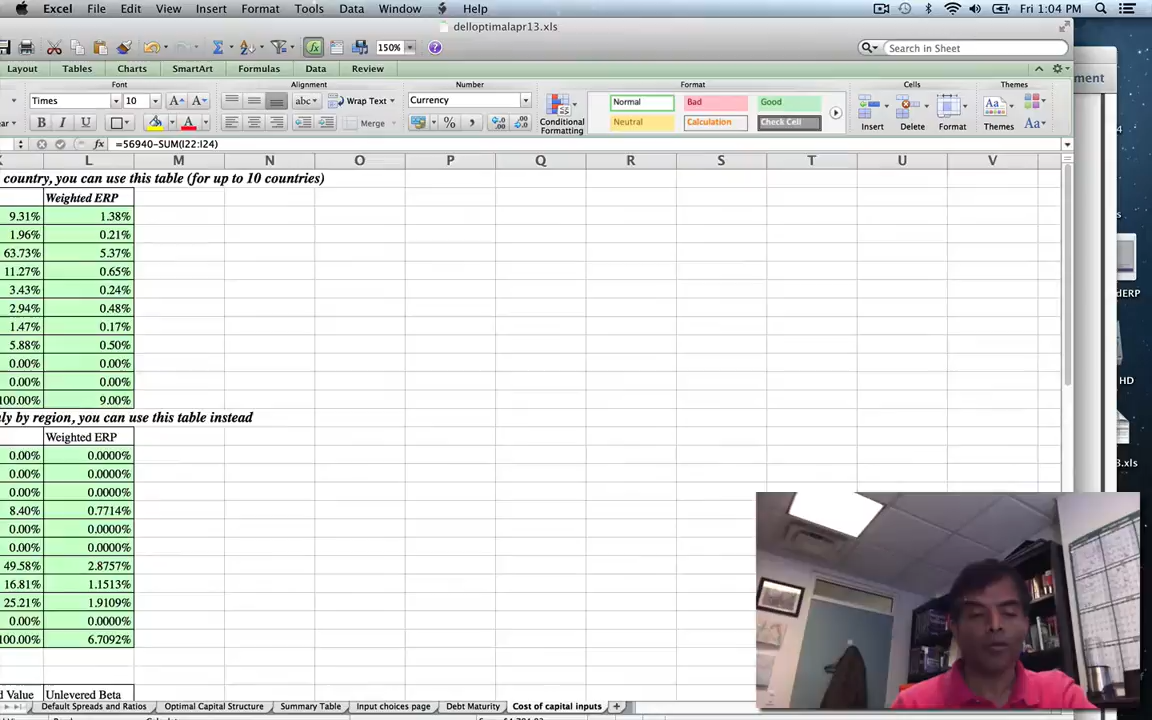 Excel File Edit View Insert Format Tools Data Window Help Fri 1:04 PM
delloptimalapr13.xls
150% Search in Sheet
Layout Tables Charts SmartArt Formulas Data Review
Font Alignment Number Format Cells Themes
Times 10 abc Wrap Text Currency Normal Bad Good
B I U A Merge % Conditional Formatting Neutral Calculation Check Cell Insert Delete Format Themes Aa
fx =56940-SUM(I22:I24)
L M N O P Q R S T U V
country, you can use this table (for up to 10 countries)
Weighted ERP
9.31% 1.38%
1.96% 0.21%
63.73% 5.37%
11.27% 0.65%
3.43% 0.24%
2.94% 0.48%
1.47% 0.17%
5.88% 0.50%
0.00% 0.00%
0.00% 0.00%
100.00% 9.00%
nly by region, you can use this table instead
Weighted ERP
0.00% 0.0000%
0.00% 0.0000%
0.00% 0.0000%
8.40% 0.7714%
0.00% 0.0000%
0.00% 0.0000%
49.58% 2.8757%
16.81% 1.1513%
25.21% 1.9109%
0.00% 0.0000%
100.00% 6.7092%
d Value Unlevered Beta
Default Spreads and Ratios Optimal Capital Structure Summary Table Input choices page Debt Maturity Cost of capital inputs
ment
dERP
HD
3.xls